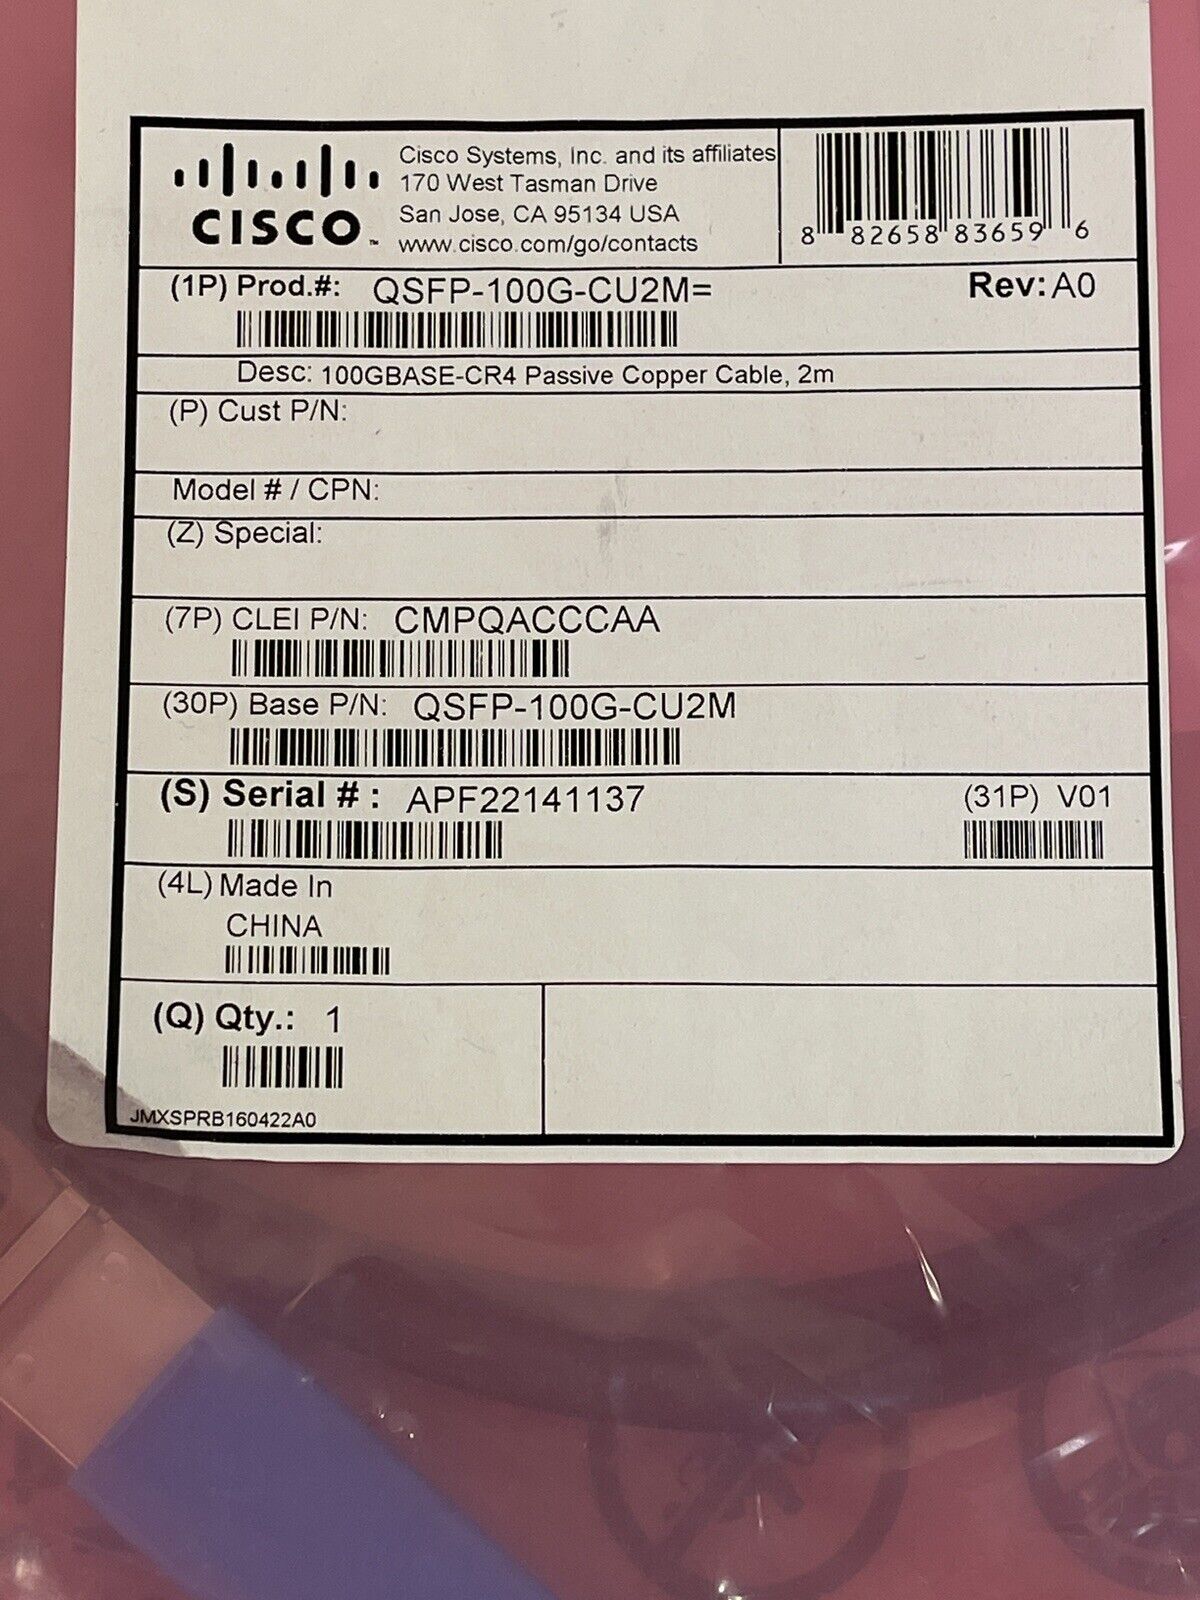 CISCO™
Cisco Systems, Inc. and its affiliates
170 West Tasman Drive
San Jose, CA 95134 USA
www.cisco.com/go/contacts
8 82658 83659 6
(1P) Prod.#: QSFP-100G-CU2M= Rev: A0
Desc: 100GBASE-CR4 Passive Copper Cable, 2m
(P) Cust P/N:
Model # / CPN:
(Z) Special:
(7P) CLEI P/N: CMPQACCCAA
(30P) Base P/N: QSFP-100G-CU2M
(S) Serial # : APF22141137 (31P) V01
(4L) Made In
CHINA
(Q) Qty.: 1
JMXSPRB160422A0